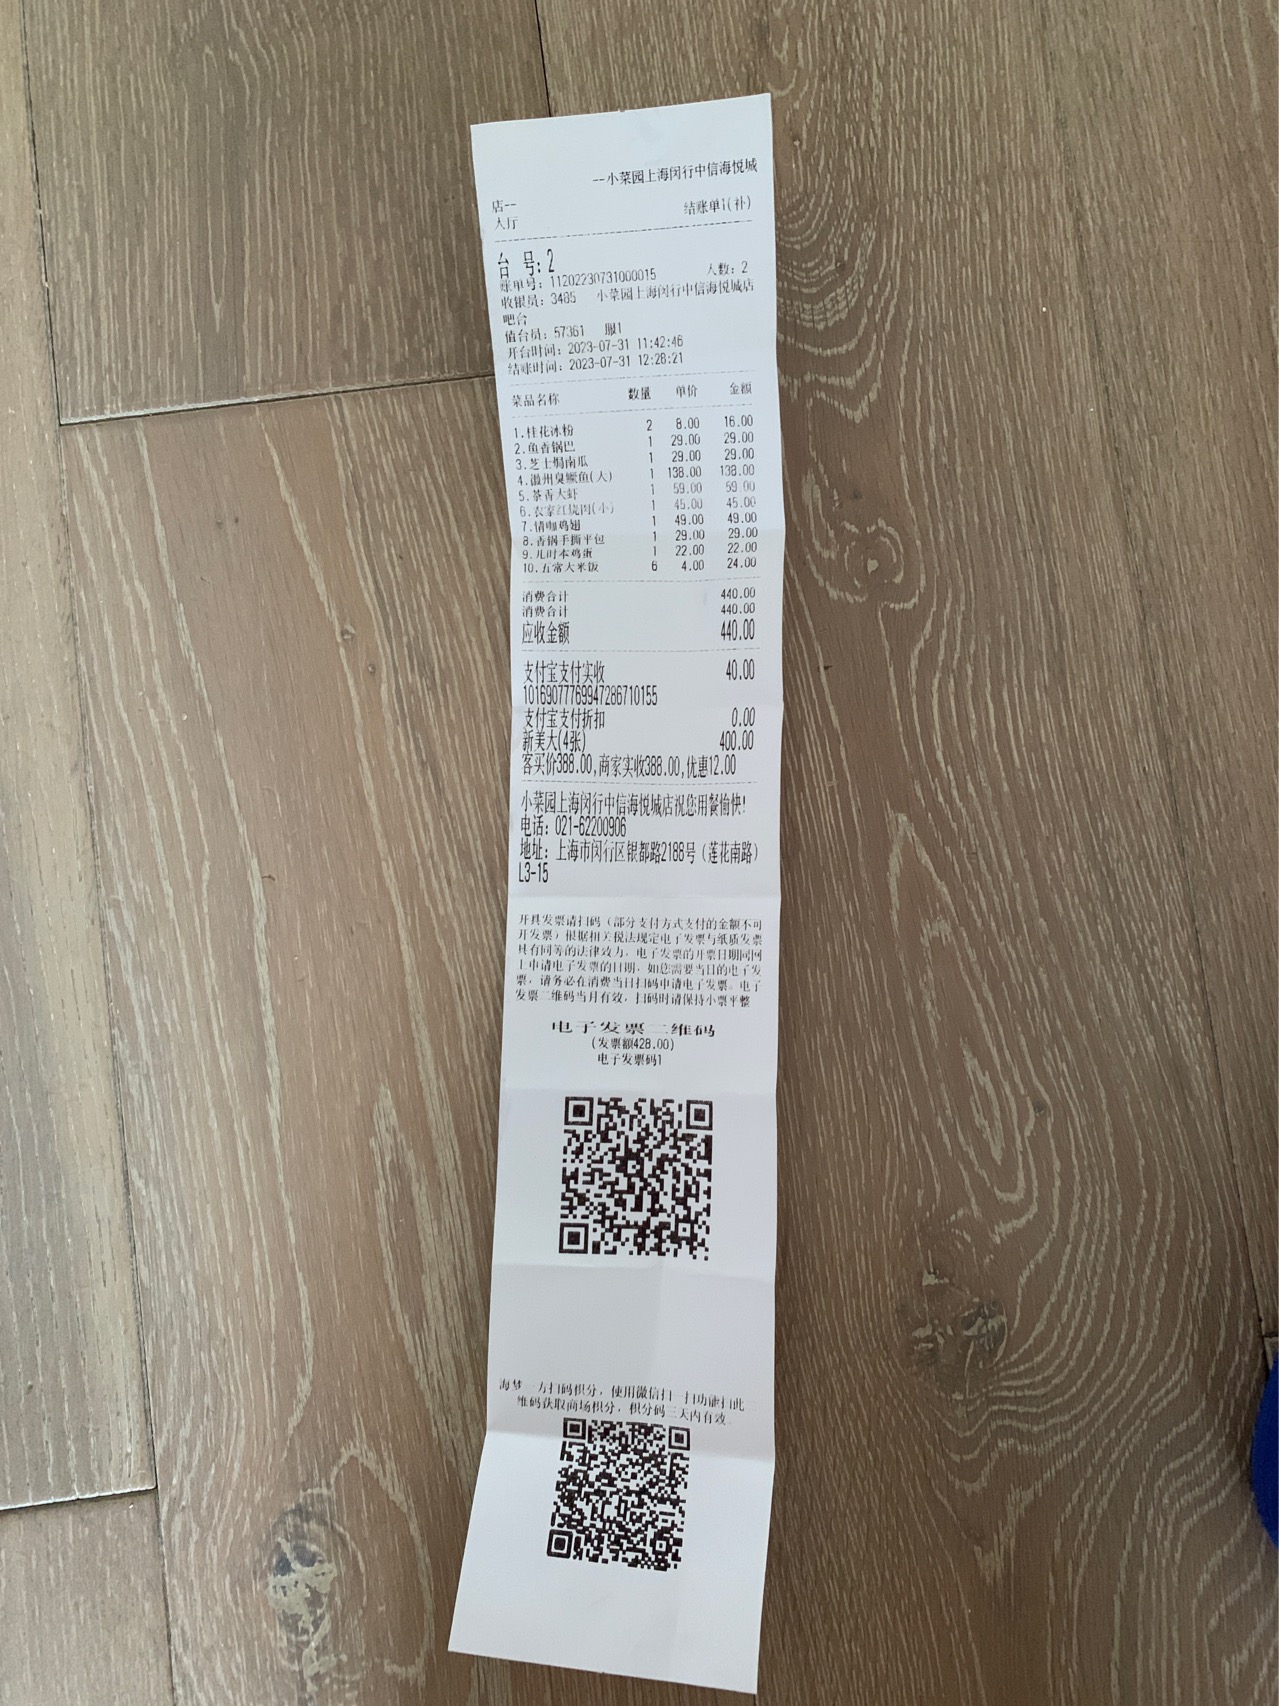 --小菜园上海闵行中信海悦城
店--
大厅 结账单1(补)
台 号: 2
账单号: 11202230731000015 人数: 2
收银员: 3485 小菜园上海闵行中信海悦城店
吧台
值台员: 57361 服1
开台时间: 2023-07-31 11:42:46
结账时间: 2023-07-31 12:28:21
菜品名称 数量 单价 金额
1.桂花冰粉 2 8.00 16.00
2.鱼香锅巴 1 29.00 29.00
3.芝士焗南瓜 1 29.00 29.00
4.徽州臭鳜鱼(大) 1 138.00 138.00
5.茶香大虾 1 59.00 59.00
6.农家红烧肉(小) 1 45.00 45.00
7.情咖鸡翅 1 49.00 49.00
8.香锅手撕平包 1 29.00 29.00
9.儿时本鸡蛋 1 22.00 22.00
10.五常大米饭 6 4.00 24.00
消费合计 440.00
消费合计 440.00
应收金额 440.00
支付宝支付实收 40.00
10169077769947286710155
支付宝支付折扣 0.00
新美大(4张) 400.00
客买价388.00,商家实收388.00,优惠12.00
小菜园上海闵行中信海悦城店祝您用餐愉快!
电话: 021-62200906
地址: 上海市闵行区银都路2188号 (莲花南路)
L3-15
开具发票请扫码 (部分支付方式支付的金额不可
开发票) 根据相关税法规定电子发票与纸质发票
具有同等的法律效力, 电子发票的开票日期同网
上申请电子发票的日期, 如您需要当日的电子发
票, 请务必在消费当日扫码申请电子发票。电子
发票二维码当月有效, 扫码时请保持小票平整
电子发票二维码
(发票额428.00)
电子发票码1
海梦一方扫码积分, 使用微信扫一扫功能扫此
维码获取商场积分, 积分码三天内有效